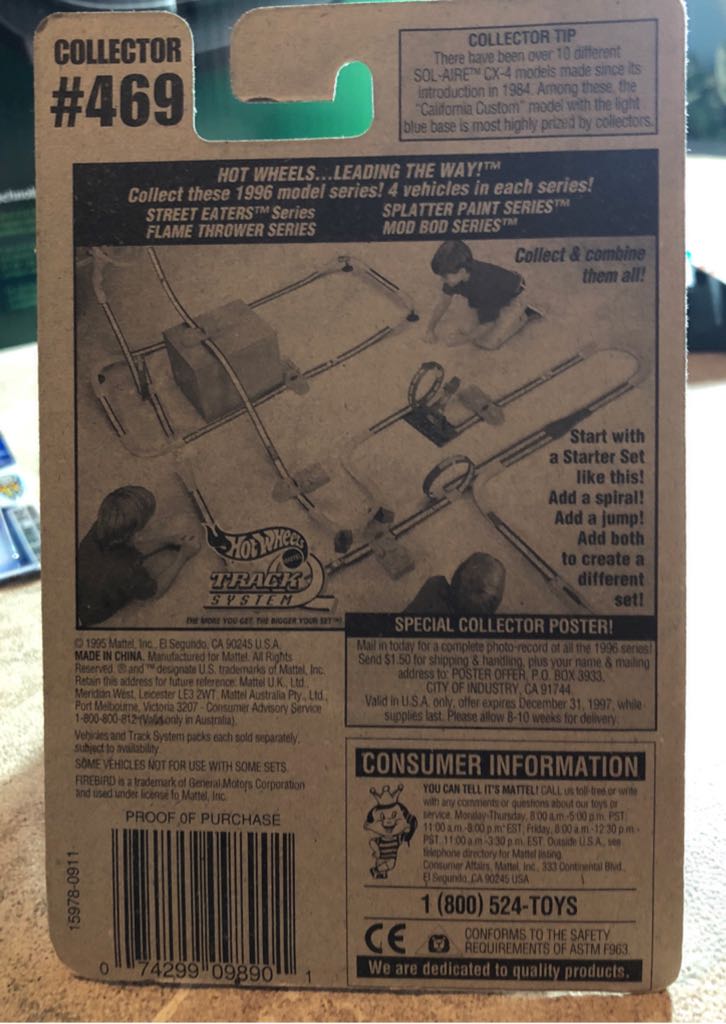 COLLECTOR
#469
COLLECTOR TIP
There have been over 10 different
SOL-AIRE™ CX-4 models made since its
introduction in 1984. Among these, the
"California Custom" model with the light
blue base is most highly prized by collectors.
HOT WHEELS...LEADING THE WAY!™
Collect these 1996 model series! 4 vehicles in each series!
STREET EATERS™ Series
SPLATTER PAINT SERIES™
FLAME THROWER SERIES
MOD BOD SERIES™
Collect & combine
them all!
Start with
a Starter Set
like this!
Add a spiral!
Add a jump!
Add both
to create a
different
set!
Hot Wheels
TRACK
SYSTEM
THE MORE YOU GET, THE BIGGER YOUR SET!™
© 1995 Mattel, Inc., El Segundo, CA 90245 U.S.A.
MADE IN CHINA. Manufactured for Mattel. All Rights
Reserved. ® and ™ designate U.S. trademarks of Mattel, Inc.
Retain this address for future reference: Mattel U.K., Ltd.
Meridian West, Leicester LE3 2WT. Mattel Australia Pty., Ltd.,
Port Melbourne, Victoria 3207 - Consumer Advisory Service
1-800-800-812 (Valid only in Australia).
Vehicles and Track System packs each sold separately,
subject to availability.
SOME VEHICLES NOT FOR USE WITH SOME SETS.
FIREBIRD is a trademark of General Motors Corporation
and used under license to Mattel, Inc.
SPECIAL COLLECTOR POSTER!
Mail in today for a complete photo-record of all the 1996 series!
Send $1.50 for shipping & handling, plus your name & mailing
address to: POSTER OFFER, P.O. BOX 3933,
CITY OF INDUSTRY, CA 91744.
Valid in U.S.A. only, offer expires December 31, 1997, while
supplies last. Please allow 8-10 weeks for delivery.
CONSUMER INFORMATION
YOU CAN TELL IT'S MATTEL! CALL us toll-free or write
with any comments or questions about our toys or
service. Monday-Thursday, 8:00 a.m.-5:00 p.m. PST;
11:00 a.m.-8:00 p.m. EST; Friday, 8:00 a.m.-12:30 p.m.
PST, 11:00 a.m.-3:30 p.m. EST. Outside U.S.A., see
telephone directory for Mattel listing.
Consumer Affairs, Mattel, Inc., 333 Continental Blvd.,
El Segundo, CA 90245 USA
1 (800) 524-TOYS
CE
CONFORMS TO THE SAFETY
REQUIREMENTS OF ASTM F963.
We are dedicated to quality products.
PROOF OF PURCHASE
15978-0911
0 74299 09890 1